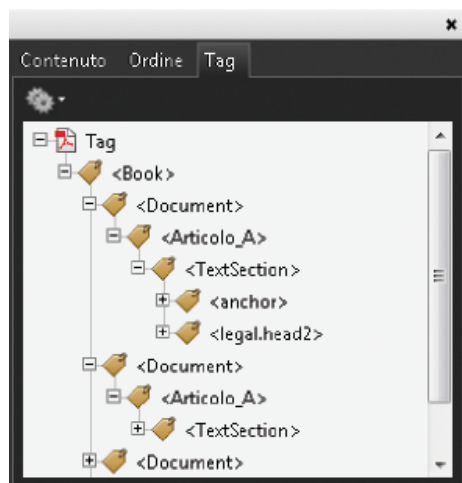 Contenuto Ordine Tag
Tag
<Book>
<Document>
<Articolo_A>
<TextSection>
<anchor>
<legal.head2>
<Document>
<Articolo_A>
<TextSection>
<Document>